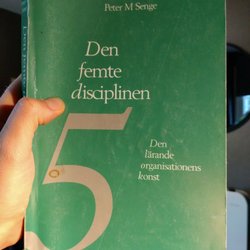 Peter M Senge
Den
femte
disciplinen
5
Den
lärande
organisationens
konst